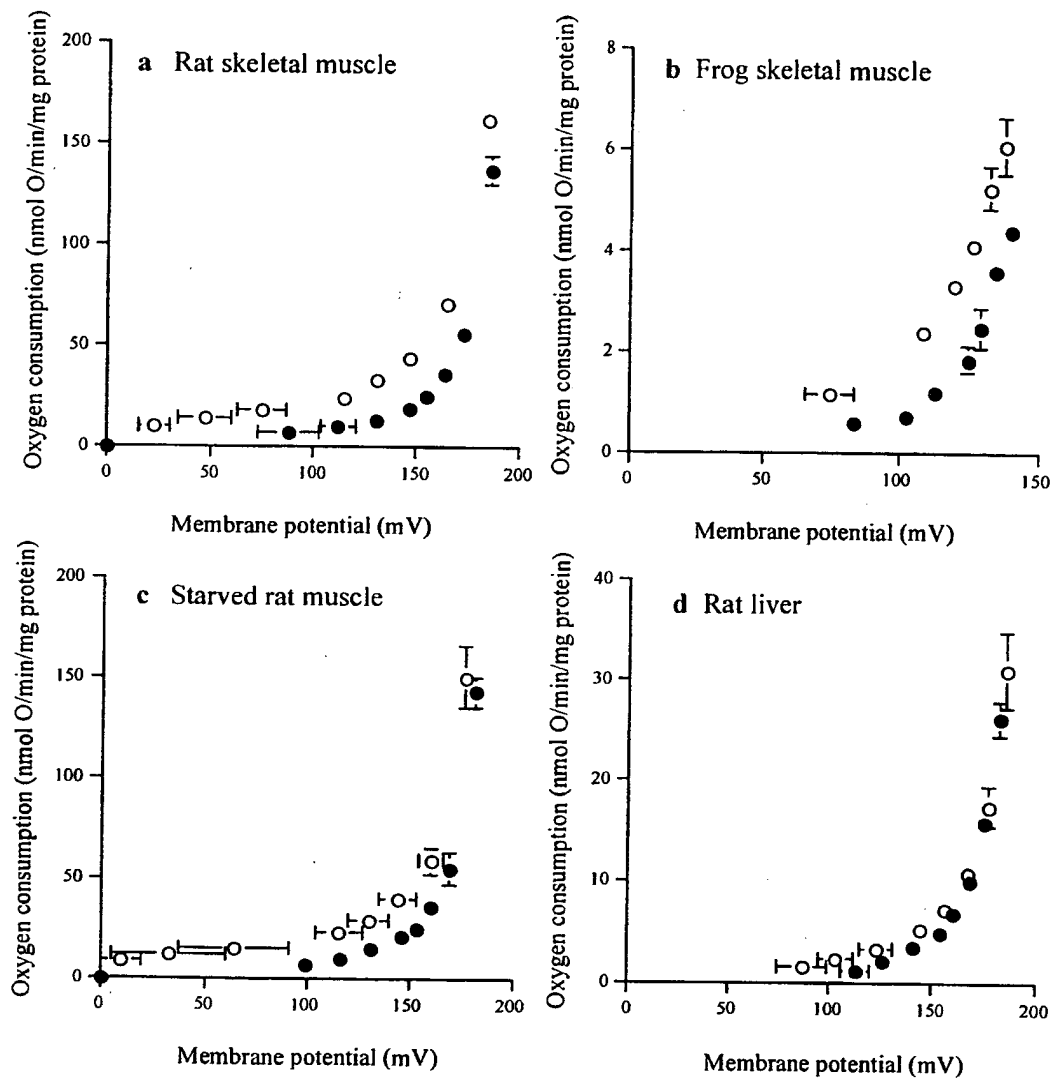 Oxygen consumption (nmol O/min/mg protein)
200
150
100
50
0
a Rat skeletal muscle
0 50 100 150 200
Membrane potential (mV)
Oxygen consumption (nmol O/min/mg protein)
8
6
4
2
0
b Frog skeletal muscle
0 50 100 150
Membrane potential (mV)
Oxygen consumption (nmol O/min/mg protein)
200
150
100
50
0
c Starved rat muscle
0 50 100 150 200
Membrane potential (mV)
Oxygen consumption (nmol O/min/mg protein)
40
30
20
10
0
d Rat liver
0 50 100 150 200
Membrane potential (mV)